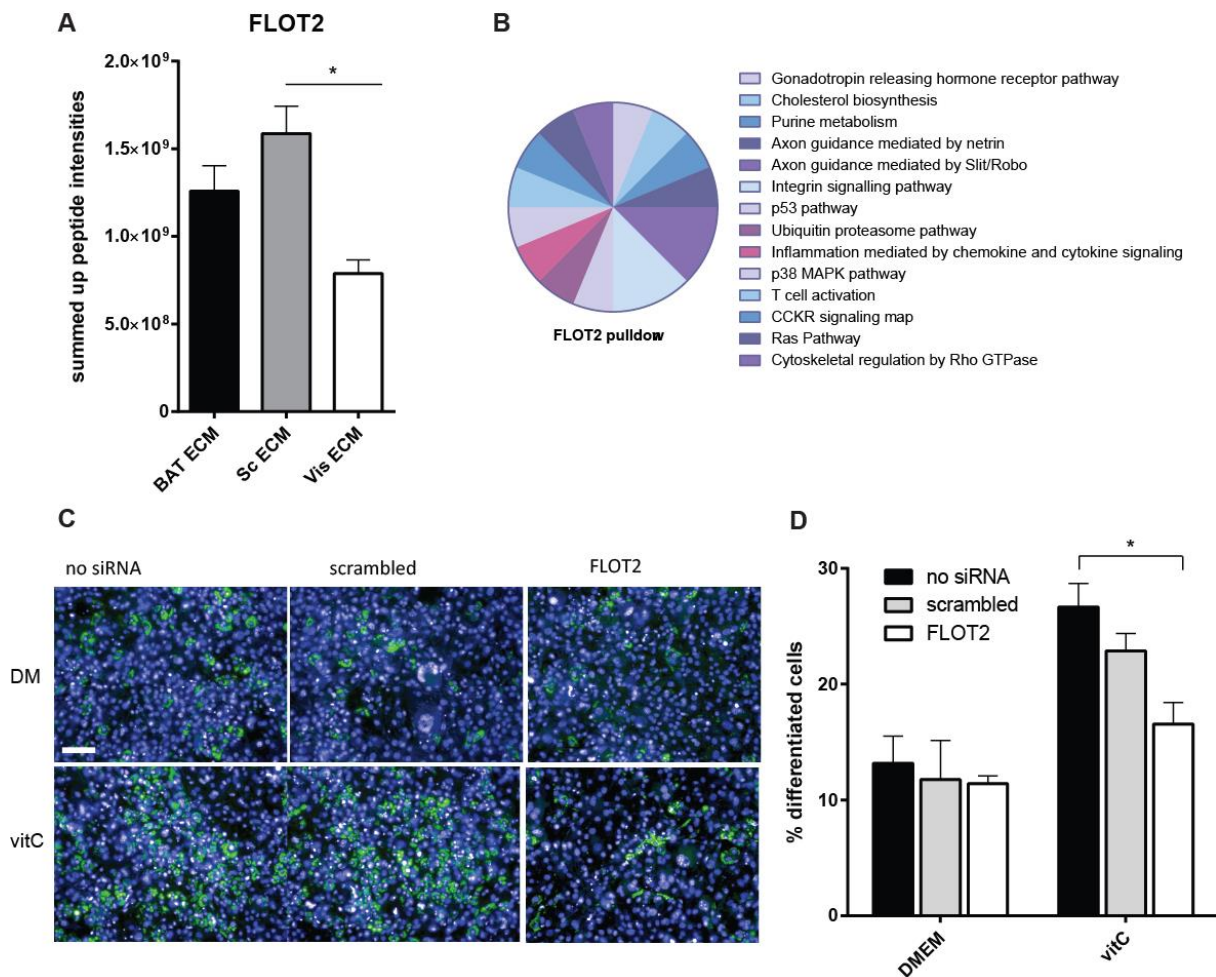 A
FLOT2
summed up peptide intensities
2.0×10⁹
1.5×10⁹
1.0×10⁹
5.0×10⁸
0
*
BAT ECM
Sc ECM
Vis ECM
B
FLOT2 pulldow
Gonadotropin releasing hormone receptor pathway
Cholesterol biosynthesis
Purine metabolism
Axon guidance mediated by netrin
Axon guidance mediated by Slit/Robo
Integrin signalling pathway
p53 pathway
Ubiquitin proteasome pathway
Inflammation mediated by chemokine and cytokine signaling
p38 MAPK pathway
T cell activation
CCKR signaling map
Ras Pathway
Cytoskeletal regulation by Rho GTPase
C
no siRNA
scrambled
FLOT2
DM
vitC
D
% differentiated cells
30
20
10
0
no siRNA
scrambled
FLOT2
*
DMEM
vitC